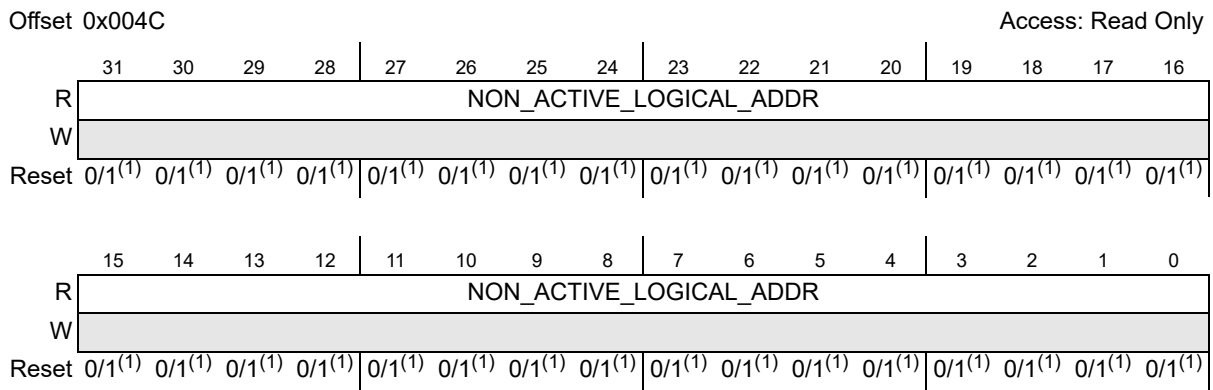 Offset 0x004C Access: Read Only
31 30 29 28 27 26 25 24 23 22 21 20 19 18 17 16
R NON_ACTIVE_LOGICAL_ADDR
W
Reset 0/1(1) 0/1(1) 0/1(1) 0/1(1) 0/1(1) 0/1(1) 0/1(1) 0/1(1) 0/1(1) 0/1(1) 0/1(1) 0/1(1) 0/1(1) 0/1(1) 0/1(1) 0/1(1)
15 14 13 12 11 10 9 8 7 6 5 4 3 2 1 0
R NON_ACTIVE_LOGICAL_ADDR
W
Reset 0/1(1) 0/1(1) 0/1(1) 0/1(1) 0/1(1) 0/1(1) 0/1(1) 0/1(1) 0/1(1) 0/1(1) 0/1(1) 0/1(1) 0/1(1) 0/1(1) 0/1(1) 0/1(1)